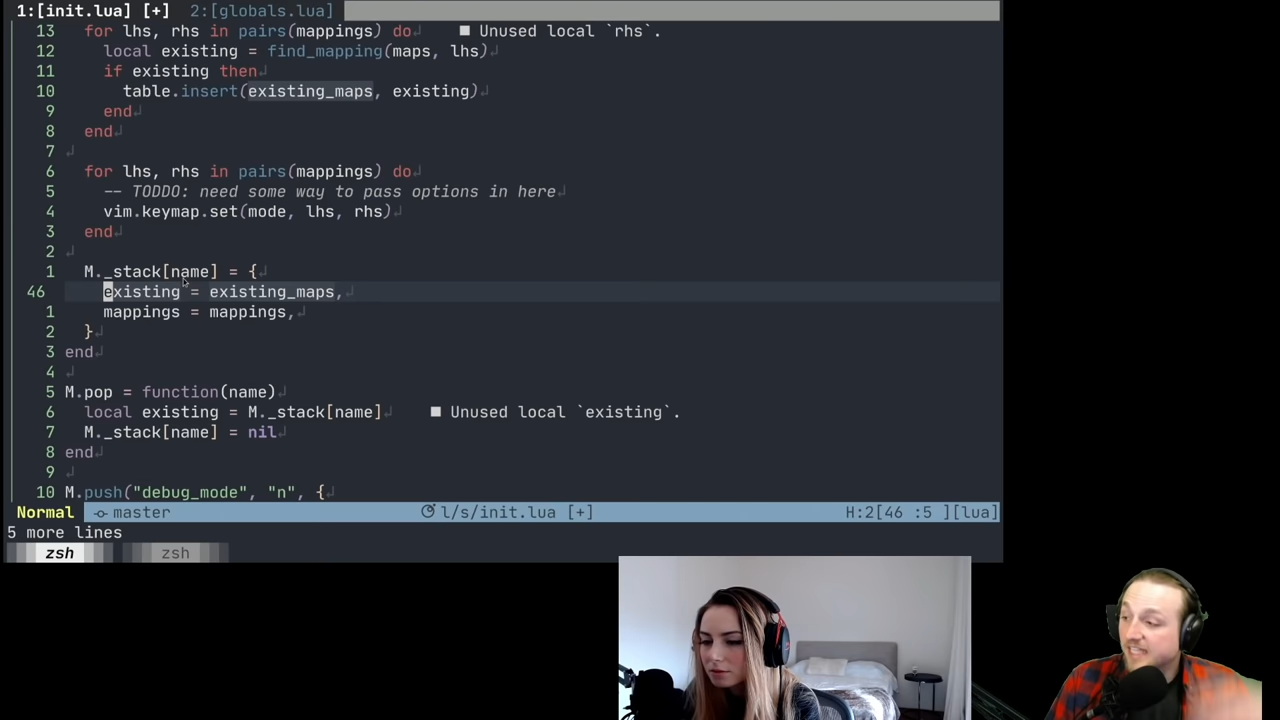 1:[init.lua] [+] 2:[globals.lua]
13 for lhs, rhs in pairs(mappings) do ■ Unused local `rhs`.
12 local existing = find_mapping(maps, lhs)
11 if existing then
10 table.insert(existing_maps, existing)
9 end
8 end
7
6 for lhs, rhs in pairs(mappings) do
5 -- TODDO: need some way to pass options in here
4 vim.keymap.set(mode, lhs, rhs)
3 end
2
1 M._stack[name] = {
46 existing = existing_maps,
1 mappings = mappings,
2 }
3 end
4
5 M.pop = function(name)
6 local existing = M._stack[name] ■ Unused local `existing`.
7 M._stack[name] = nil
8 end
9
10 M.push("debug_mode", "n", {
Normal master l/s/init.lua [+] H:2[46 :5 ][lua]
5 more lines
zsh zsh